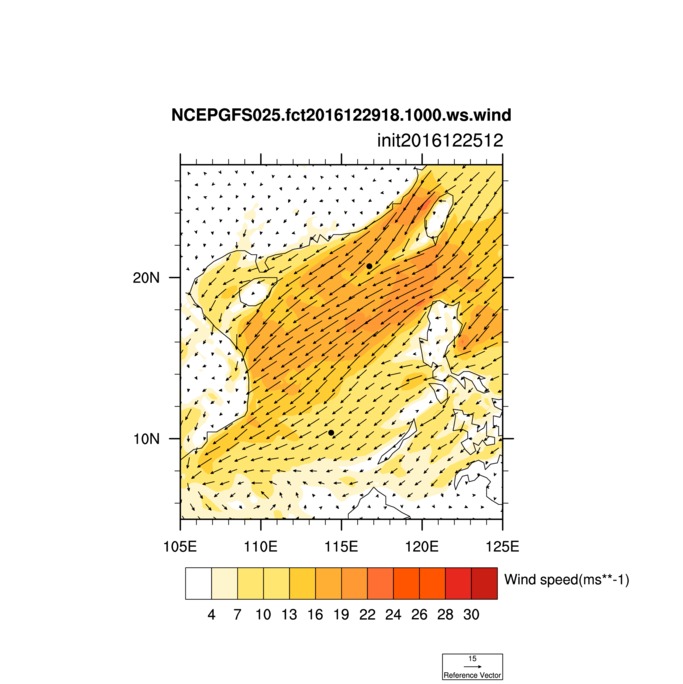 NCEPGFS025.fct2016122918.1000.ws.wind
init2016122512
20N
10N
105E 110E 115E 120E 125E
4 7 10 13 16 19 22 24 26 28 30
Wind speed(ms**-1)
15
Reference Vector